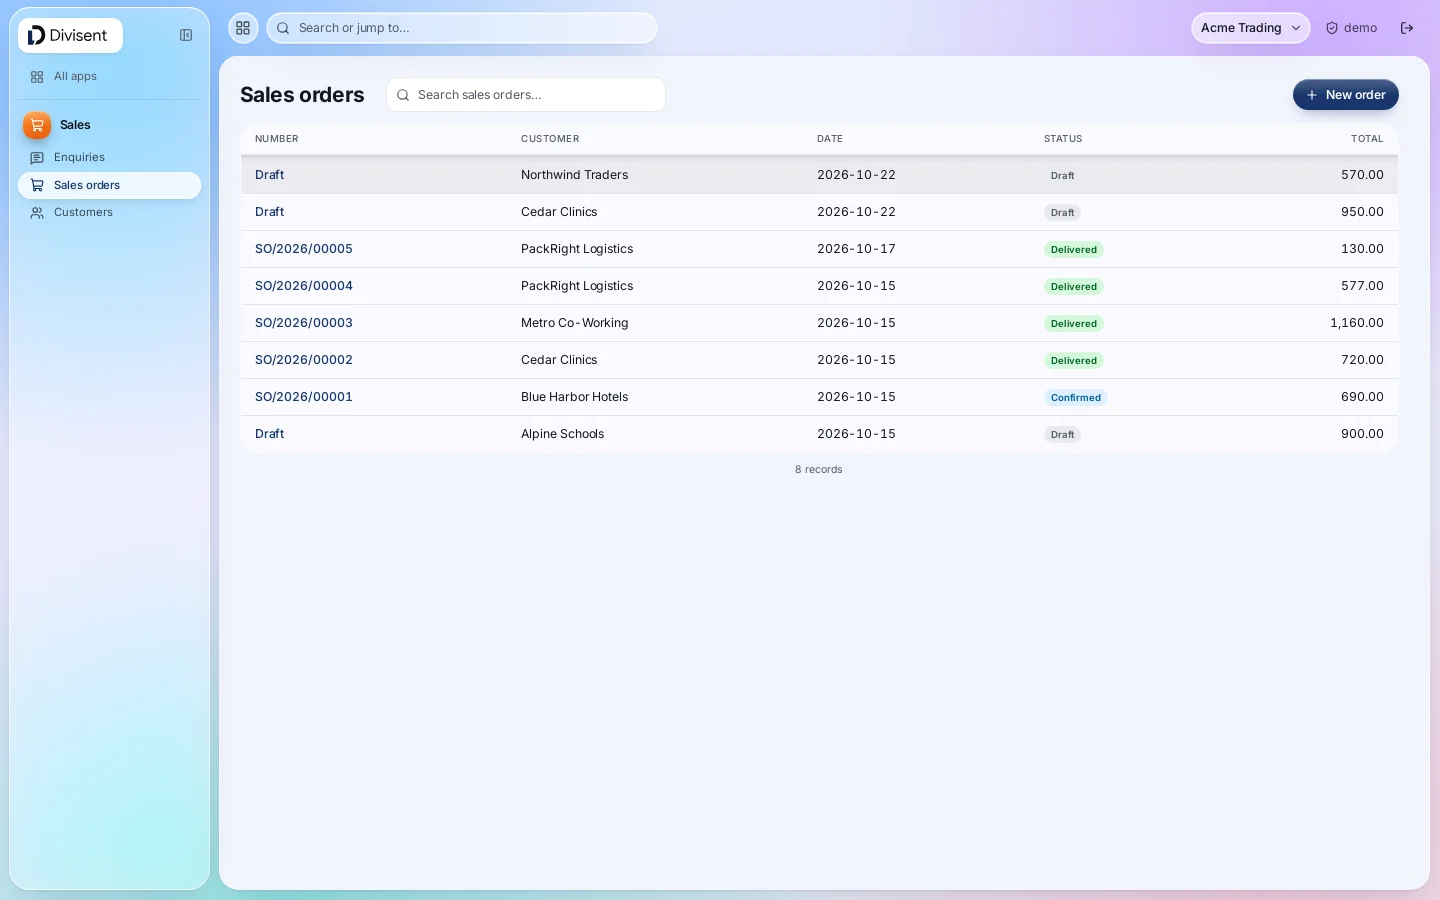 Divisent
Search or jump to...
Acme Trading
demo
All apps
Sales
Enquiries
Sales orders
Customers
Sales orders
Search sales orders...
New order
NUMBER CUSTOMER DATE STATUS TOTAL
Draft Northwind Traders 2026-10-22 Draft 570.00
Draft Cedar Clinics 2026-10-22 Draft 950.00
SO/2026/00005 PackRight Logistics 2026-10-17 Delivered 130.00
SO/2026/00004 PackRight Logistics 2026-10-15 Delivered 577.00
SO/2026/00003 Metro Co-Working 2026-10-15 Delivered 1,160.00
SO/2026/00002 Cedar Clinics 2026-10-15 Delivered 720.00
SO/2026/00001 Blue Harbor Hotels 2026-10-15 Confirmed 690.00
Draft Alpine Schools 2026-10-15 Draft 900.00
8 records